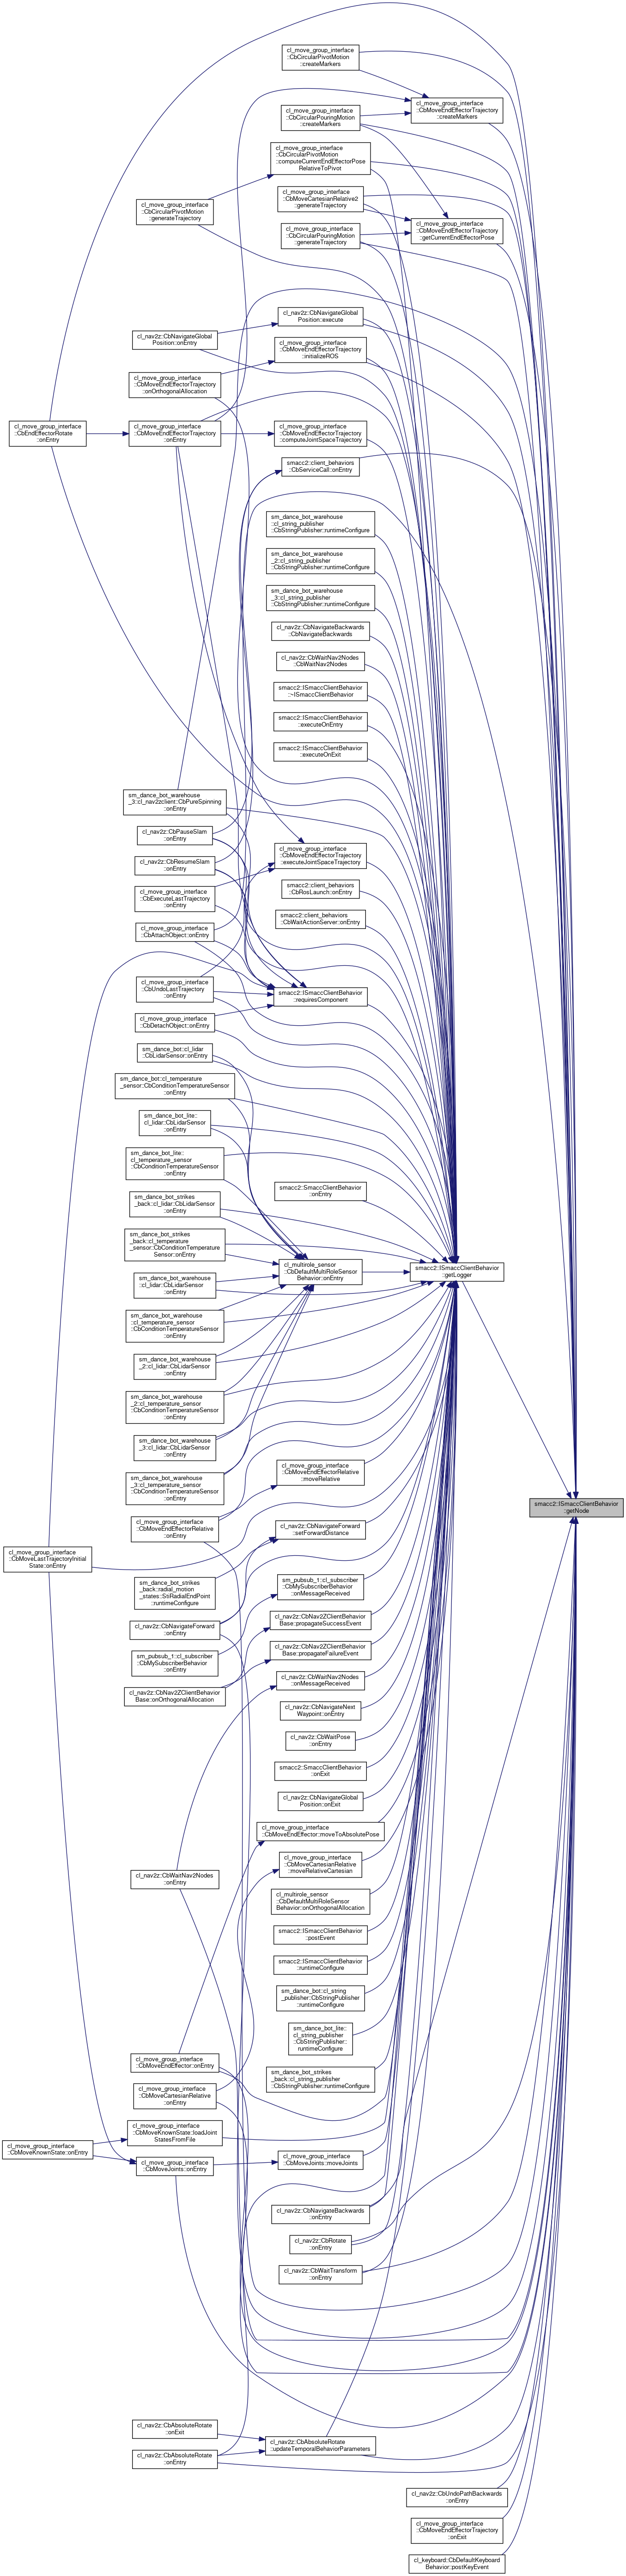 cl_move_group_interface
::CbCircularPivotMotion
::createMarkers
cl_move_group_interface
::CbMoveEndEffectorTrajectory
::createMarkers
cl_move_group_interface
::CbCircularPouringMotion
::createMarkers
cl_move_group_interface
::CbCircularPivotMotion
::computeCurrentEndEffectorPose
RelativeToPivot
cl_move_group_interface
::CbMoveCartesianRelative2
::generateTrajectory
cl_move_group_interface
::CbCircularPivotMotion
::generateTrajectory
cl_move_group_interface
::CbMoveEndEffectorTrajectory
::getCurrentEndEffectorPose
cl_move_group_interface
::CbCircularPouringMotion
::generateTrajectory
cl_nav2z::CbNavigateGlobal
Position::execute
cl_nav2z::CbNavigateGlobal
Position::onEntry
cl_move_group_interface
::CbMoveEndEffectorTrajectory
::initializeROS
cl_move_group_interface
::CbMoveEndEffectorTrajectory
::onOrthogonalAllocation
cl_move_group_interface
::CbEndEffectorRotate
::onEntry
cl_move_group_interface
::CbMoveEndEffectorTrajectory
::onEntry
cl_move_group_interface
::CbMoveEndEffectorTrajectory
::computeJointSpaceTrajectory
smacc2::client_behaviors
::CbServiceCall::onEntry
sm_dance_bot_warehouse
::cl_string_publisher
::CbStringPublisher::runtimeConfigure
sm_dance_bot_warehouse
_2::cl_string_publisher
::CbStringPublisher::runtimeConfigure
sm_dance_bot_warehouse
_3::cl_string_publisher
::CbStringPublisher::runtimeConfigure
cl_nav2z::CbNavigateBackwards
::CbNavigateBackwards
cl_nav2z::CbWaitNav2Nodes
::CbWaitNav2Nodes
smacc2::ISmaccClientBehavior
::~ISmaccClientBehavior
smacc2::ISmaccClientBehavior
::executeOnEntry
smacc2::ISmaccClientBehavior
::executeOnExit
sm_dance_bot_warehouse
_3::cl_nav2zclient::CbPureSpinning
::onEntry
cl_nav2z::CbPauseSlam
::onEntry
cl_nav2z::CbResumeSlam
::onEntry
cl_move_group_interface
::CbMoveEndEffectorTrajectory
::executeJointSpaceTrajectory
cl_move_group_interface
::CbExecuteLastTrajectory
::onEntry
smacc2::client_behaviors
::CbRosLaunch::onEntry
cl_move_group_interface
::CbAttachObject::onEntry
smacc2::client_behaviors
::CbWaitActionServer::onEntry
cl_move_group_interface
::CbUndoLastTrajectory
::onEntry
smacc2::ISmaccClientBehavior
::requiresComponent
cl_move_group_interface
::CbDetachObject::onEntry
sm_dance_bot::cl_lidar
::CbLidarSensor::onEntry
sm_dance_bot::cl_temperature
_sensor::CbConditionTemperatureSensor
::onEntry
sm_dance_bot_lite::
cl_lidar::CbLidarSensor
::onEntry
sm_dance_bot_lite::
cl_temperature_sensor
::CbConditionTemperatureSensor
::onEntry
smacc2::SmaccClientBehavior
::onEntry
sm_dance_bot_strikes
_back::cl_lidar::CbLidarSensor
::onEntry
sm_dance_bot_strikes
_back::cl_temperature
_sensor::CbConditionTemperature
Sensor::onEntry
cl_multirole_sensor
::CbDefaultMultiRoleSensor
Behavior::onEntry
smacc2::ISmaccClientBehavior
::getLogger
sm_dance_bot_warehouse
::cl_lidar::CbLidarSensor
::onEntry
sm_dance_bot_warehouse
::cl_temperature_sensor
::CbConditionTemperatureSensor
::onEntry
sm_dance_bot_warehouse
_2::cl_lidar::CbLidarSensor
::onEntry
sm_dance_bot_warehouse
_2::cl_temperature_sensor
::CbConditionTemperatureSensor
::onEntry
sm_dance_bot_warehouse
_3::cl_lidar::CbLidarSensor
::onEntry
sm_dance_bot_warehouse
_3::cl_temperature_sensor
::CbConditionTemperatureSensor
::onEntry
cl_move_group_interface
::CbMoveEndEffectorRelative
::moveRelative
smacc2::ISmaccClientBehavior
::getNode
cl_move_group_interface
::CbMoveEndEffectorRelative
::onEntry
cl_nav2z::CbNavigateForward
::setForwardDistance
cl_move_group_interface
::CbMoveLastTrajectoryInitial
State::onEntry
sm_dance_bot_strikes
_back::radial_motion
_states::StiRadialEndPoint
::runtimeConfigure
sm_pubsub_1::cl_subscriber
::CbMySubscriberBehavior
::onMessageReceived
cl_nav2z::CbNavigateForward
::onEntry
cl_nav2z::CbNav2ZClientBehavior
Base::propagateSuccessEvent
sm_pubsub_1::cl_subscriber
::CbMySubscriberBehavior
::onEntry
cl_nav2z::CbNav2ZClientBehavior
Base::propagateFailureEvent
cl_nav2z::CbNav2ZClientBehavior
Base::onOrthogonalAllocation
cl_nav2z::CbWaitNav2Nodes
::onMessageReceived
cl_nav2z::CbNavigateNext
Waypoint::onEntry
cl_nav2z::CbWaitPose
::onEntry
smacc2::SmaccClientBehavior
::onExit
cl_nav2z::CbNavigateGlobal
Position::onExit
cl_move_group_interface
::CbMoveEndEffector::moveToAbsolutePose
cl_move_group_interface
::CbMoveCartesianRelative
::moveRelativeCartesian
cl_nav2z::CbWaitNav2Nodes
::onEntry
cl_multirole_sensor
::CbDefaultMultiRoleSensor
Behavior::onOrthogonalAllocation
smacc2::ISmaccClientBehavior
::postEvent
smacc2::ISmaccClientBehavior
::runtimeConfigure
sm_dance_bot::cl_string
_publisher::CbStringPublisher
::runtimeConfigure
sm_dance_bot_lite::
cl_string_publisher
::CbStringPublisher::
runtimeConfigure
cl_move_group_interface
::CbMoveEndEffector::onEntry
sm_dance_bot_strikes
_back::cl_string_publisher
::CbStringPublisher::runtimeConfigure
cl_move_group_interface
::CbMoveCartesianRelative
::onEntry
cl_move_group_interface
::CbMoveKnownState::loadJoint
StatesFromFile
cl_move_group_interface
::CbMoveKnownState::onEntry
cl_move_group_interface
::CbMoveJoints::onEntry
cl_move_group_interface
::CbMoveJoints::moveJoints
cl_nav2z::CbNavigateBackwards
::onEntry
cl_nav2z::CbRotate
::onEntry
cl_nav2z::CbWaitTransform
::onEntry
cl_nav2z::CbAbsoluteRotate
::onExit
cl_nav2z::CbAbsoluteRotate
::updateTemporalBehaviorParameters
cl_nav2z::CbAbsoluteRotate
::onEntry
cl_nav2z::CbUndoPathBackwards
::onEntry
cl_move_group_interface
::CbMoveEndEffectorTrajectory
::onExit
cl_keyboard::CbDefaultKeyboard
Behavior::postKeyEvent